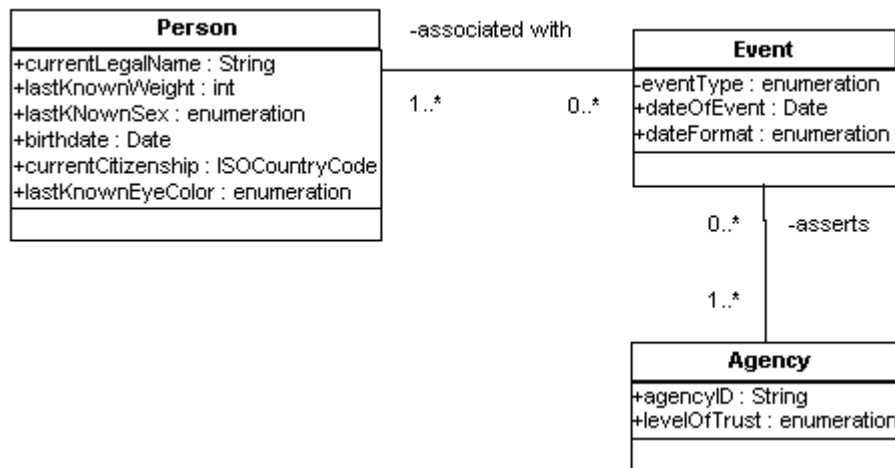 Person
+currentLegalName : String
+lastKnownWeight : int
+lastKNownSex : enumeration
+birthdate : Date
+currentCitizenship : ISOCountryCode
+lastKnownEyeColor : enumeration
-associated with
1..*
0..*
Event
-eventType : enumeration
+dateOfEvent : Date
+dateFormat : enumeration
0..*
-asserts
1..*
Agency
+agencyID : String
+levelOfTrust : enumeration